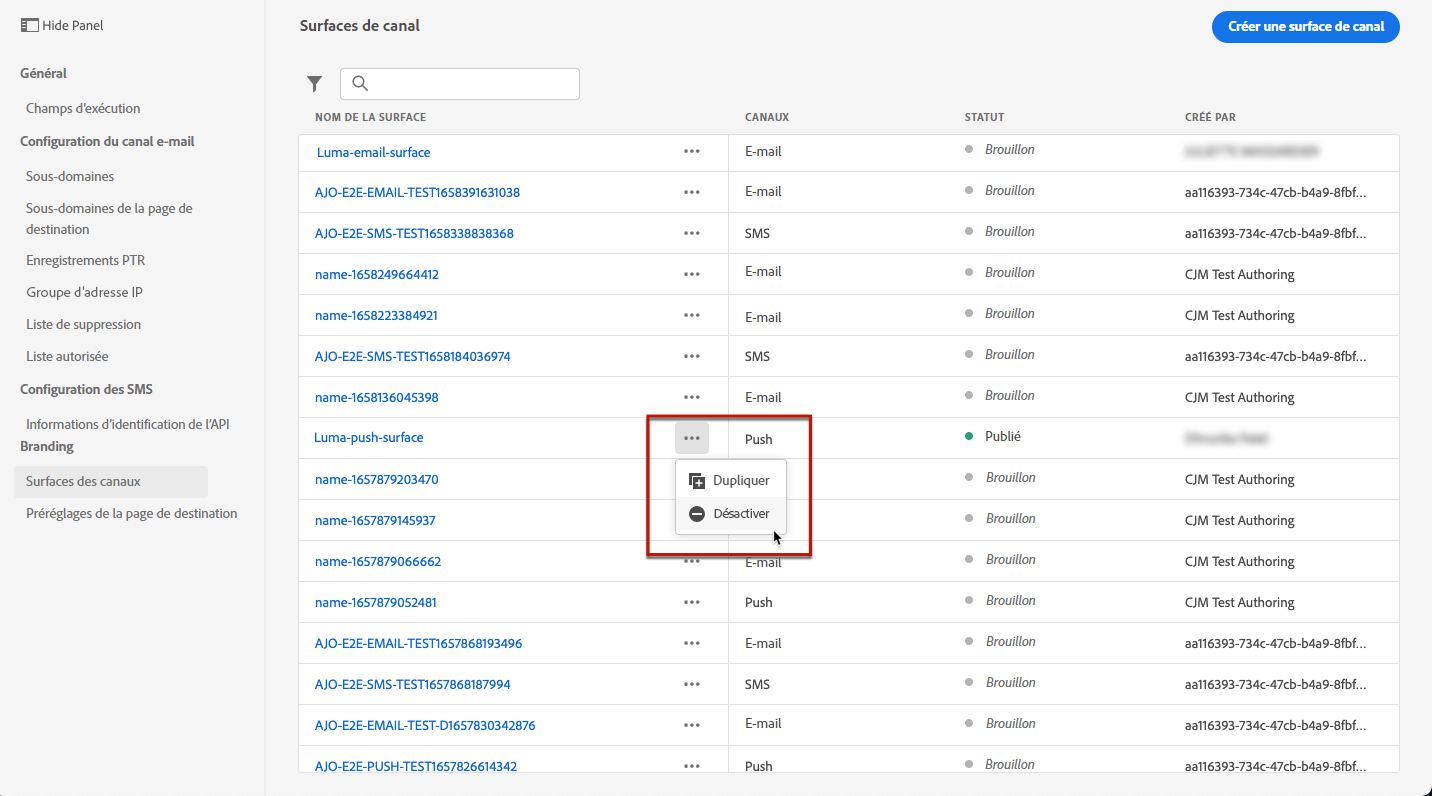 Hide Panel
Général
Champs d'exécution
Configuration du canal e-mail
Sous-domaines
Sous-domaines de la page de
destination
Enregistrements PTR
Groupe d'adresse IP
Liste de suppression
Liste autorisée
Configuration des SMS
Informations d'identification de l'API
Branding
Surfaces des canaux
Préréglages de la page de destination
Surfaces de canal
Créer une surface de canal
NOM DE LA SURFACE CANAUX STATUT CRÉÉ PAR
Luma-email-surface ••• E-mail Brouillon
AJO-E2E-EMAIL-TEST1658391631038 ••• E-mail Brouillon aa116393-734c-47cb-b4a9-8fbf...
AJO-E2E-SMS-TEST1658338838368 ••• SMS Brouillon aa116393-734c-47cb-b4a9-8fbf...
name-1658249664412 ••• E-mail Brouillon CJM Test Authoring
name-1658223384921 ••• E-mail Brouillon CJM Test Authoring
AJO-E2E-SMS-TEST1658184036974 ••• SMS Brouillon aa116393-734c-47cb-b4a9-8fbf...
name-1658136045398 ••• E-mail Brouillon CJM Test Authoring
Luma-push-surface ••• Push Publié
name-1657879203470 Dupliquer Brouillon CJM Test Authoring
name-1657879145937 Désactiver Brouillon CJM Test Authoring
name-1657879066662 ••• E-mail Brouillon CJM Test Authoring
name-1657879052481 ••• Push Brouillon CJM Test Authoring
AJO-E2E-EMAIL-TEST1657868193496 ••• E-mail Brouillon aa116393-734c-47cb-b4a9-8fbf...
AJO-E2E-SMS-TEST1657868187994 ••• SMS Brouillon aa116393-734c-47cb-b4a9-8fbf...
AJO-E2E-EMAIL-TEST-D1657830342876 ••• E-mail Brouillon aa116393-734c-47cb-b4a9-8fbf...
AJO-E2E-PUSH-TEST1657826614342 ••• Push Brouillon aa116393-734c-47cb-b4a9-8fbf...